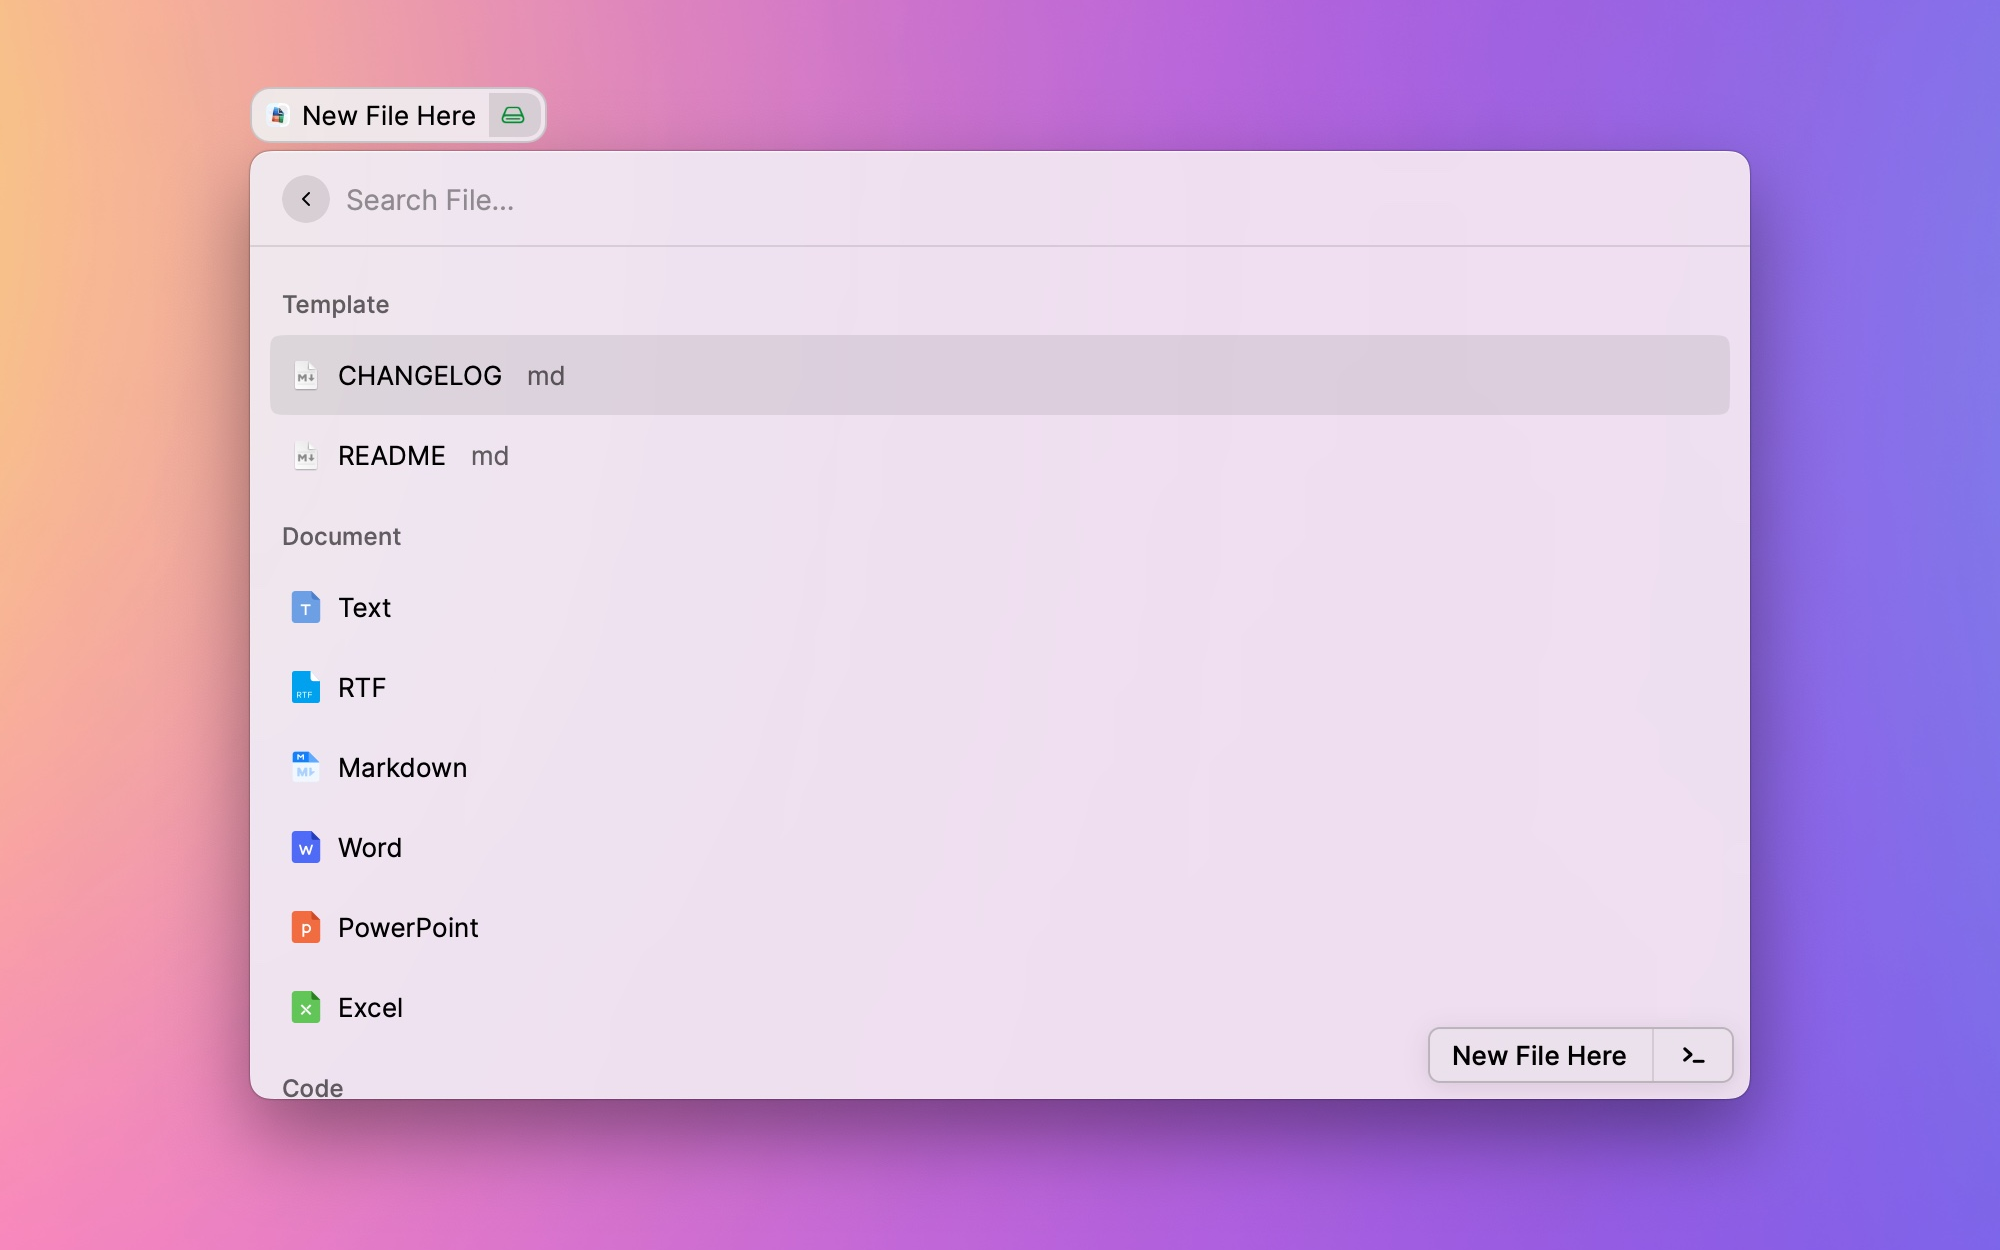 New File Here
Search File...
Template
CHANGELOG md
README md
Document
T Text
RTF RTF
M Markdown
W Word
P PowerPoint
X Excel
New File Here >_
Code